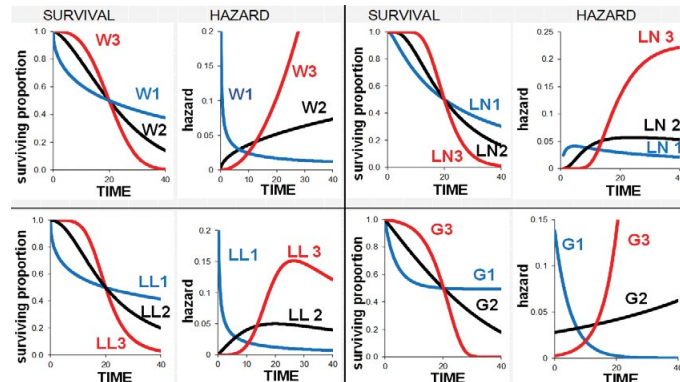 SURVIVAL HAZARD SURVIVAL HAZARD
surviving proportion
1.0
0.8
0.6
0.4
0.2
0.0
W3
W1
W2
0 20 40
TIME
hazard
0.2
0.15
0.1
0.05
0
W1
W3
W2
0 10 20 30 40
TIME
surviving proportion
1.0
0.8
0.6
0.4
0.2
0.0
LN1
LN2
LN3
0 20 40
TIME
hazard
0.25
0.2
0.15
0.1
0.05
0
LN 3
LN 2
LN 1
0 20 40
TIME
surviving proportion
1.0
0.8
0.6
0.4
0.2
0.0
LL1
LL2
LL3
0 20 40
TIME
hazard
0.2
0.15
0.1
0.05
0
LL1
LL 3
LL 2
0 20 40
TIME
surviving proportion
1.0
0.8
0.6
0.4
0.2
0.0
G3
G1
G2
0 20 40
TIME
hazard
0.15
0.1
0.05
0
G1
G3
G2
0 20 40
TIME